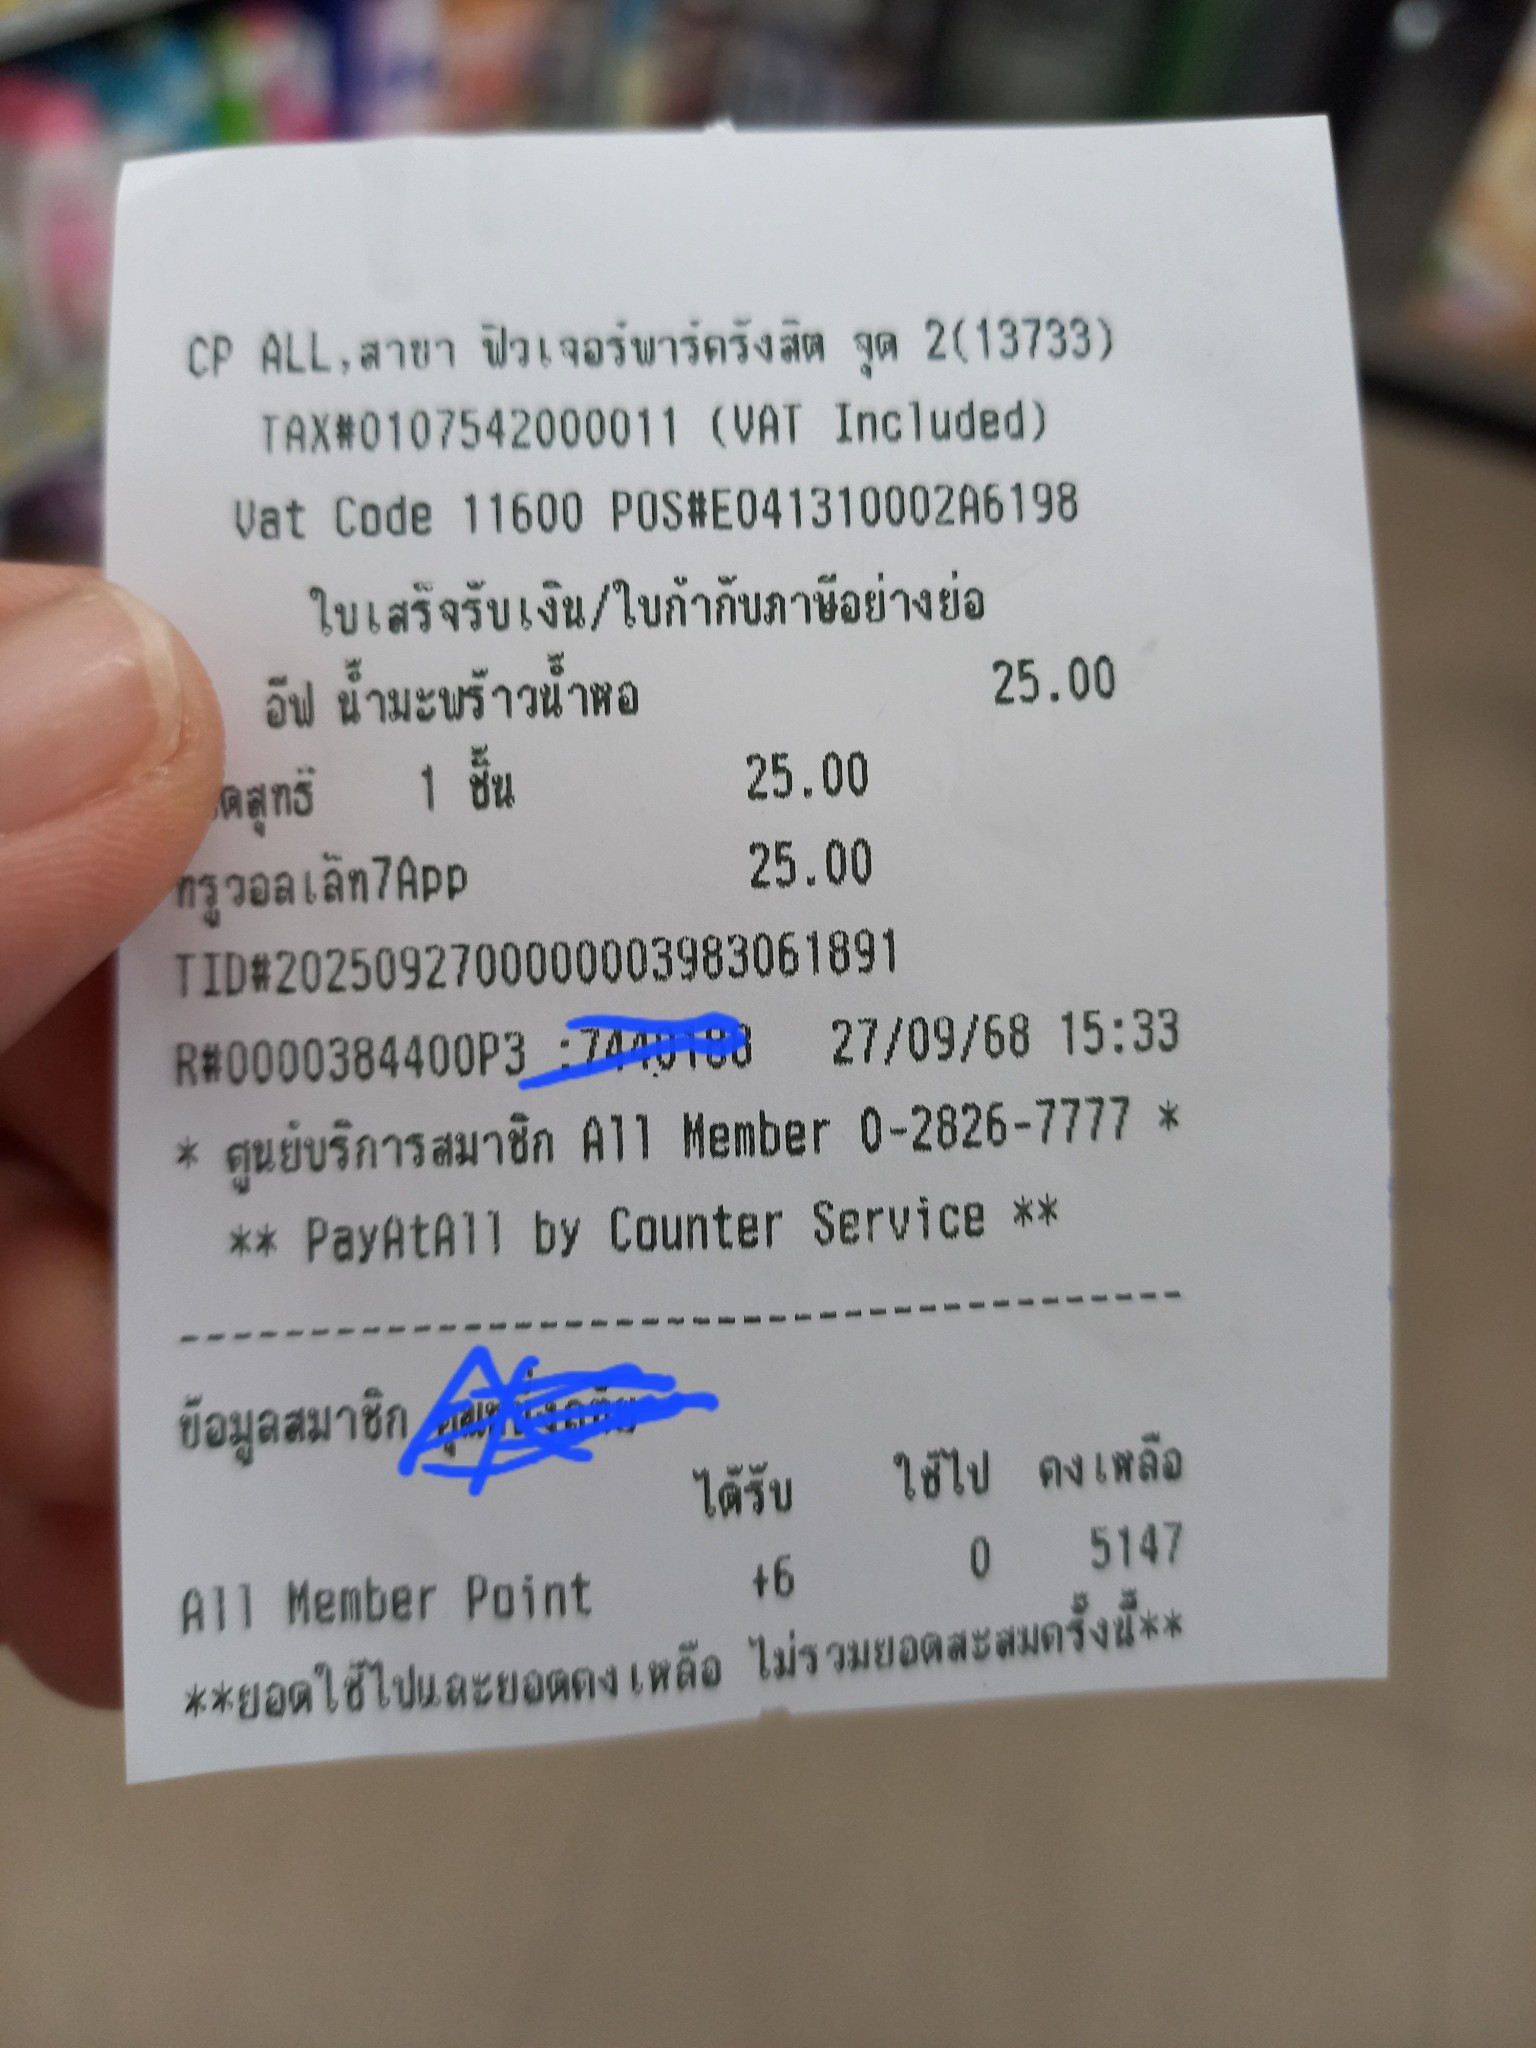 CP ALL,สาขา ฟิวเจอร์พาร์ครังสิต จุด 2(13733)
TAX#0107542000011 (VAT Included)
Vat Code 11600 POS#E041310002A6198
ใบเสร็จรับเงิน/ใบกำกับภาษีอย่างย่อ
อีฟ น้ำมะพร้าวน้ำหอ 25.00
ดสุทธิ 1 ชิ้น 25.00
ทรูวอลเล็ท7App 25.00
TID#20250927000000003983061891
R#0000384400P3 27/09/68 15:33
* ศูนย์บริการสมาชิก All Member 0-2826-7777 *
** PayAtAll by Counter Service **
ข้อมูลสมาชิก
ได้รับ ใช้ไป คงเหลือ
All Member Point +6 0 5147
**ยอดใช้ไปและยอดคงเหลือ ไม่รวมยอดสะสมครั้งนี้**